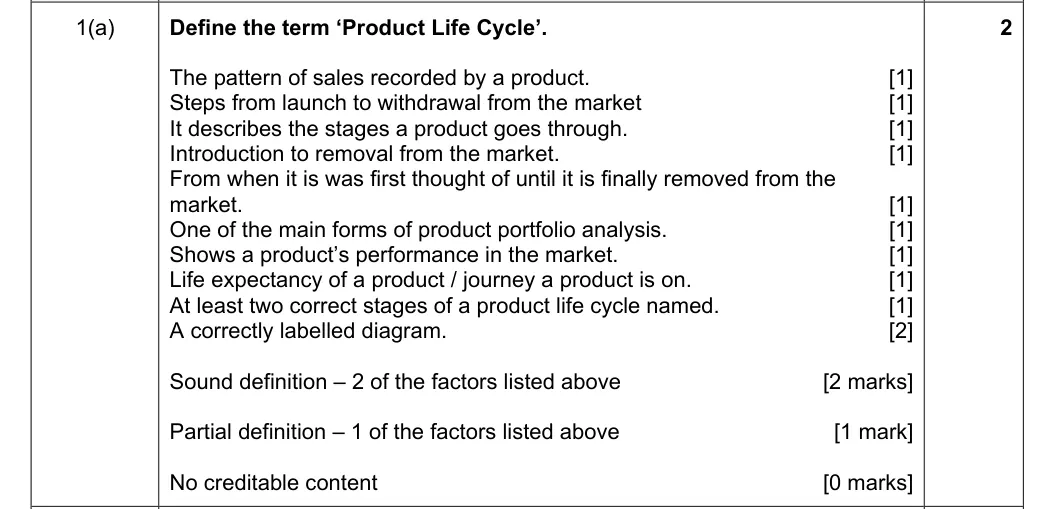 1(a) Define the term ‘Product Life Cycle’. 2
The pattern of sales recorded by a product. [1]
Steps from launch to withdrawal from the market [1]
It describes the stages a product goes through. [1]
Introduction to removal from the market. [1]
From when it is was first thought of until it is finally removed from the
market. [1]
One of the main forms of product portfolio analysis. [1]
Shows a product’s performance in the market. [1]
Life expectancy of a product / journey a product is on. [1]
At least two correct stages of a product life cycle named. [1]
A correctly labelled diagram. [2]
Sound definition – 2 of the factors listed above [2 marks]
Partial definition – 1 of the factors listed above [1 mark]
No creditable content [0 marks]